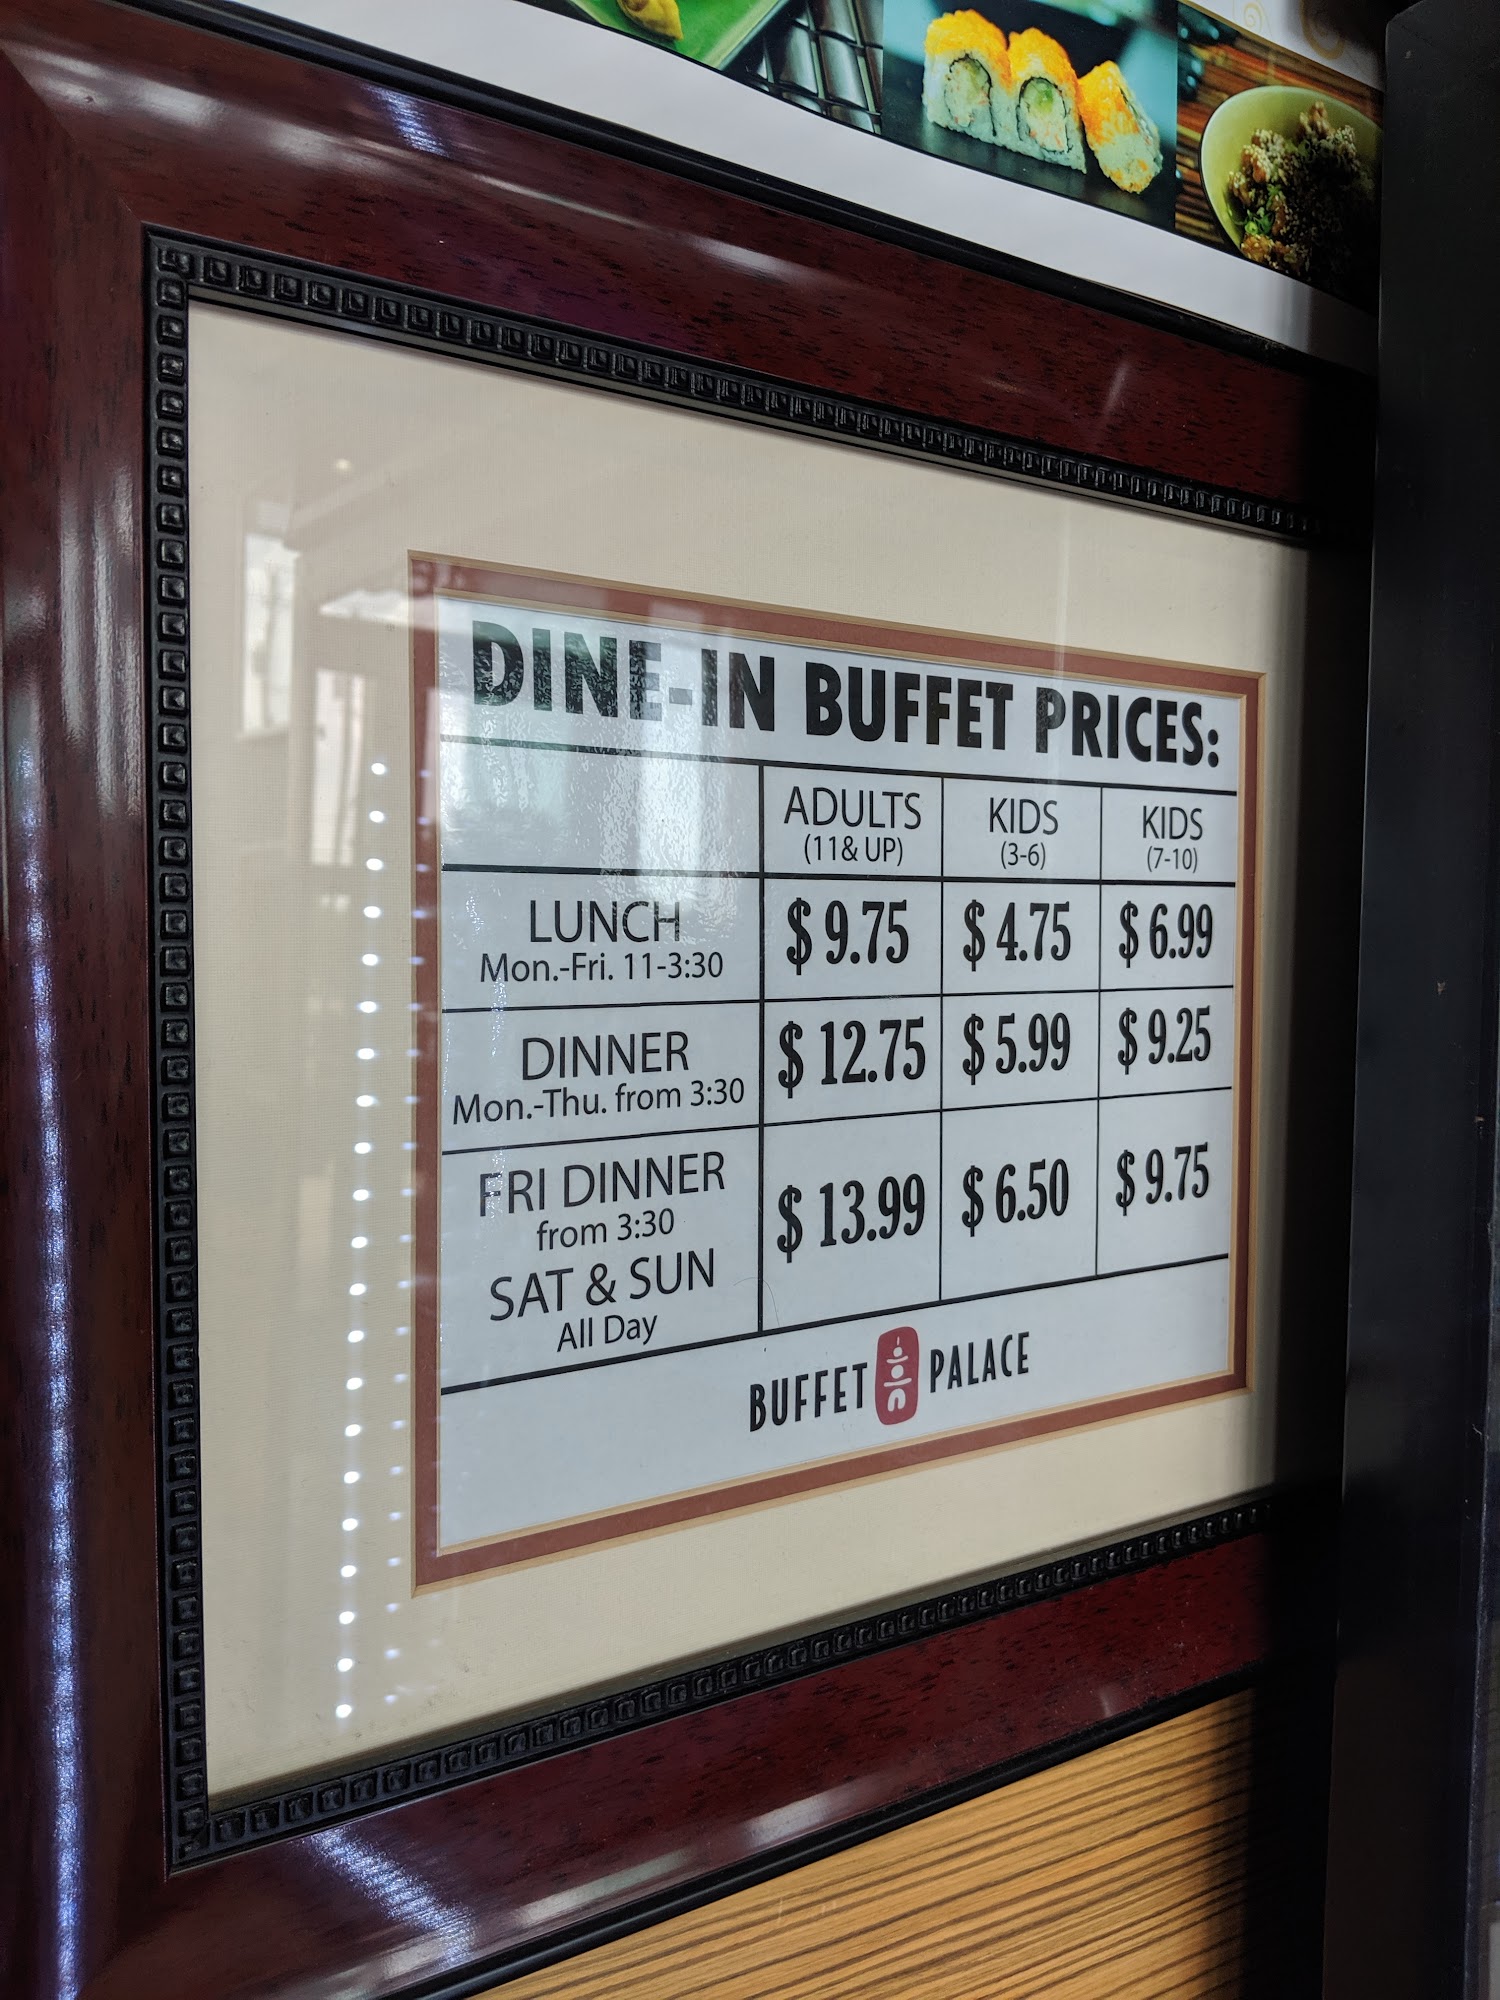 DINE-IN BUFFET PRICES:
ADULTS KIDS KIDS
(11& UP) (3-6) (7-10)
LUNCH $ 9.75 $ 4.75 $ 6.99
Mon.-Fri. 11-3:30
DINNER $ 12.75 $ 5.99 $ 9.25
Mon.-Thu. from 3:30
FRI DINNER $ 13.99 $ 6.50 $ 9.75
from 3:30
SAT & SUN
All Day
BUFFET PALACE